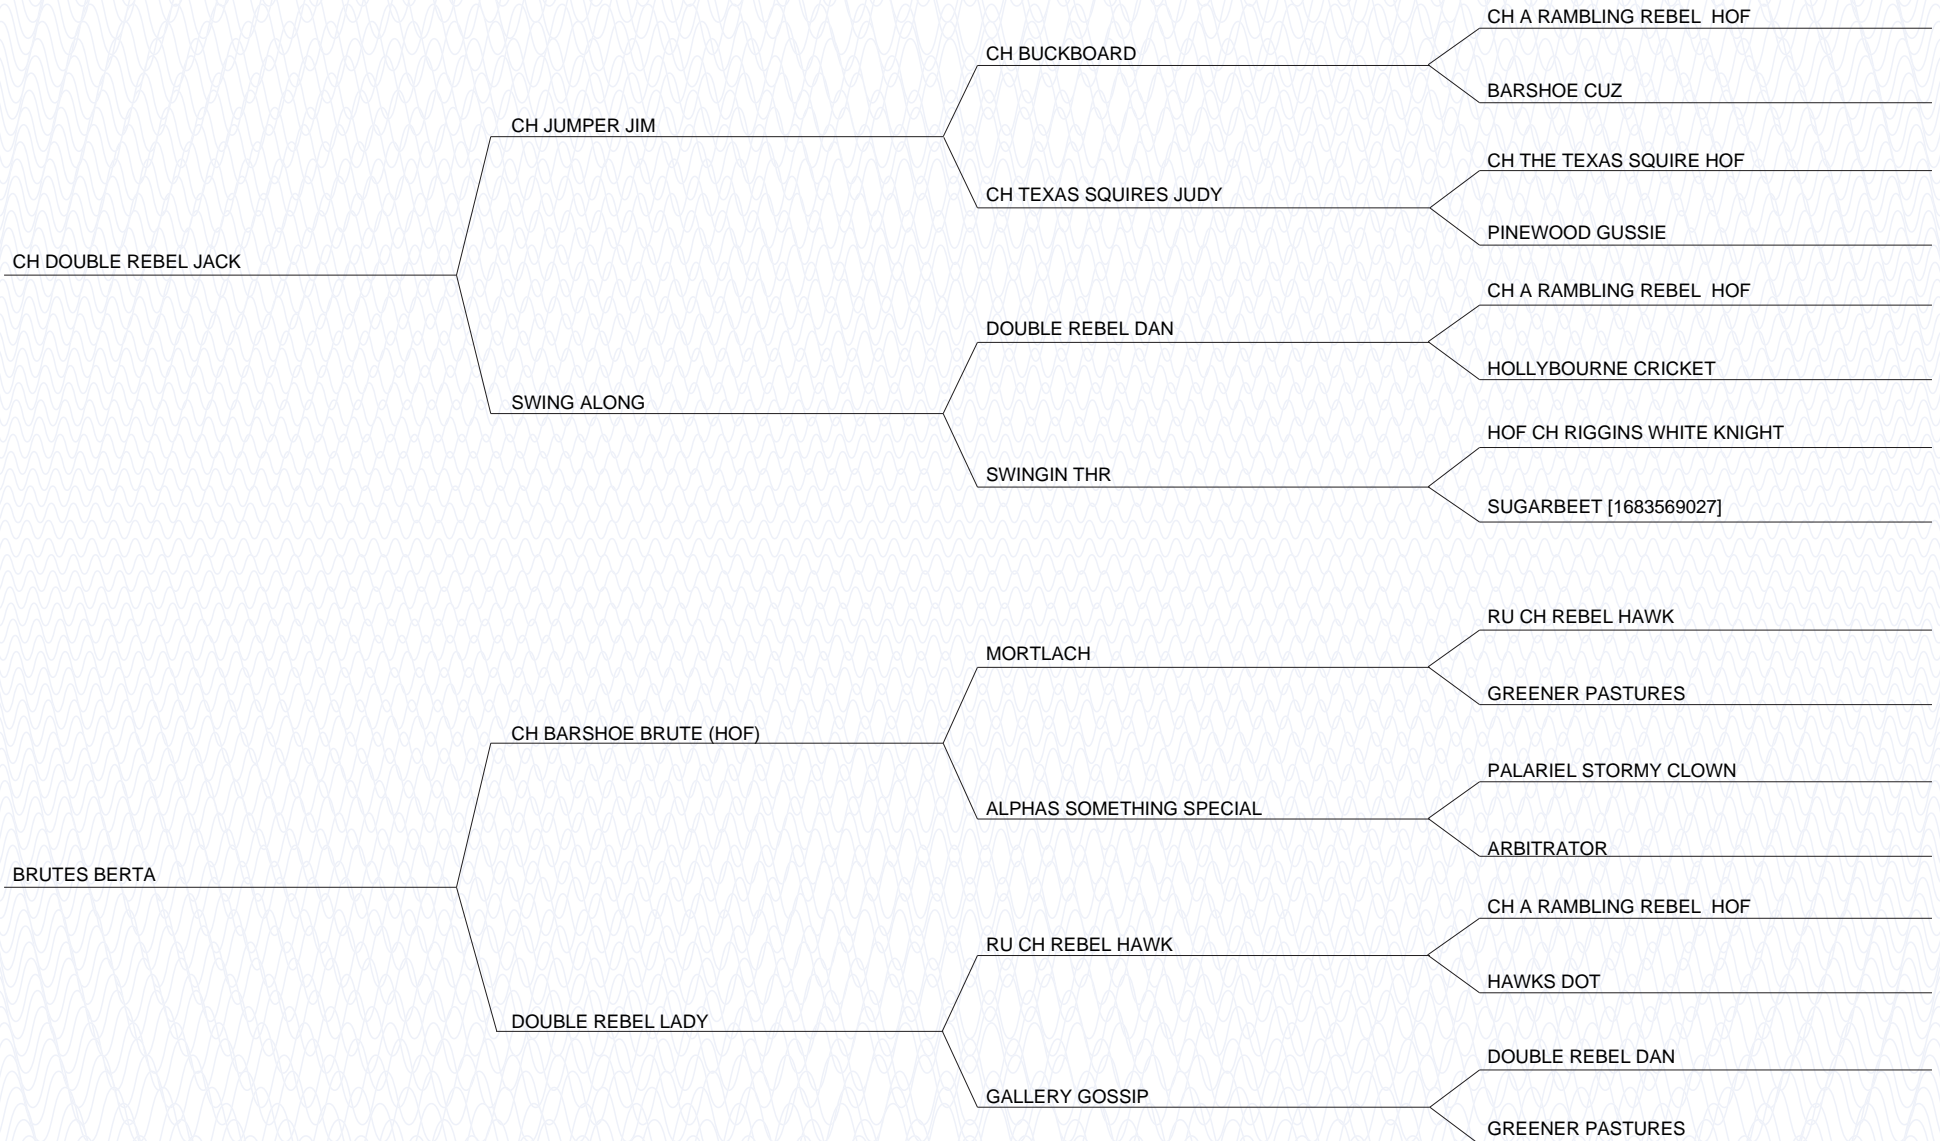 CH A RAMBLING REBEL  HOF
CH BUCKBOARD
BARSHOE CUZ
CH JUMPER JIM
CH THE TEXAS SQUIRE HOF
CH TEXAS SQUIRES JUDY
PINEWOOD GUSSIE
CH DOUBLE REBEL JACK
CH A RAMBLING REBEL  HOF
DOUBLE REBEL DAN
HOLLYBOURNE CRICKET
SWING ALONG
HOF CH RIGGINS WHITE KNIGHT
SWINGIN THR
SUGARBEET [1683569027]
RU CH REBEL HAWK
MORTLACH
GREENER PASTURES
CH BARSHOE BRUTE (HOF)
PALARIEL STORMY CLOWN
ALPHAS SOMETHING SPECIAL
ARBITRATOR
BRUTES BERTA
CH A RAMBLING REBEL  HOF
RU CH REBEL HAWK
HAWKS DOT
DOUBLE REBEL LADY
DOUBLE REBEL DAN
GALLERY GOSSIP
GREENER PASTURES